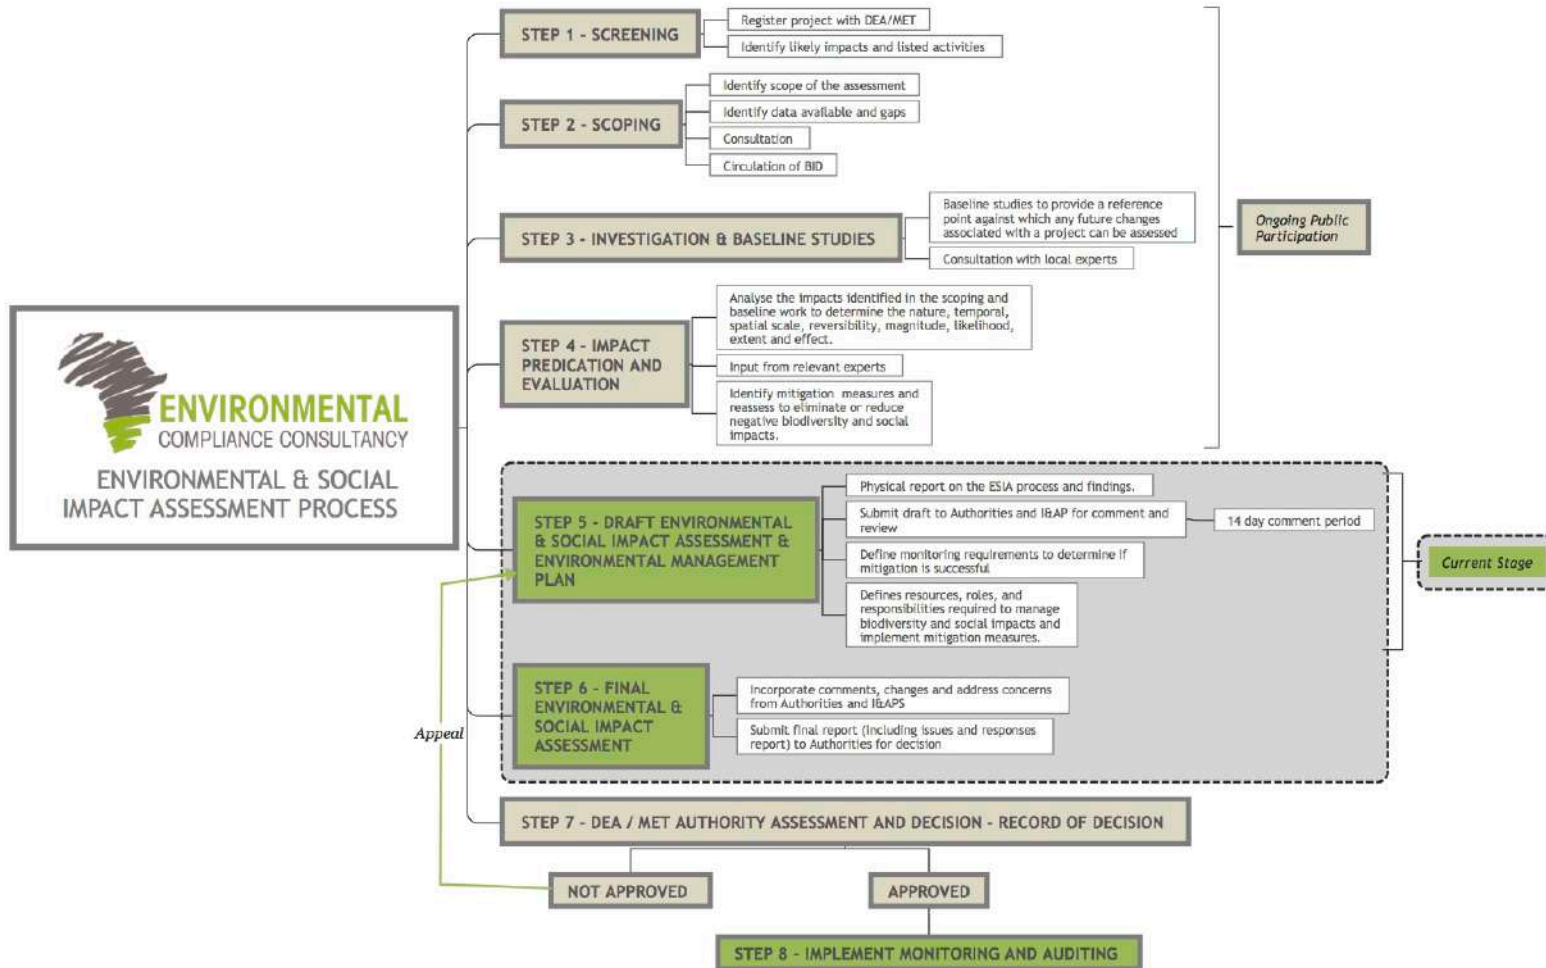 ENVIRONMENTAL
COMPLIANCE CONSULTANCY
ENVIRONMENTAL & SOCIAL
IMPACT ASSESSMENT PROCESS
STEP 1 - SCREENING
Register project with DEA/MET
Identify likely impacts and listed activities
STEP 2 - SCOPING
Identify scope of the assessment
Identify data available and gaps
Consultation
Circulation of BID
STEP 3 - INVESTIGATION & BASELINE STUDIES
Baseline studies to provide a reference
point against which any future changes
associated with a project can be assessed
Consultation with local experts
Ongoing Public
Participation
STEP 4 - IMPACT
PREDICATION AND
EVALUATION
Analyse the impacts identified in the scoping and
baseline work to determine the nature, temporal,
spatial scale, reversibility, magnitude, likelihood,
extent and effect.
Input from relevant experts
Identify mitigation measures and
reassess to eliminate or reduce
negative biodiversity and social
impacts.
STEP 5 - DRAFT ENVIRONMENTAL
& SOCIAL IMPACT ASSESSMENT &
ENVIRONMENTAL MANAGEMENT
PLAN
Physical report on the ESIA process and findings.
Submit draft to Authorities and I&AP for comment and
review
14 day comment period
Define monitoring requirements to determine if
mitigation is successful
Defines resources, roles, and
responsibilities required to manage
biodiversity and social impacts and
implement mitigation measures.
Current Stage
STEP 6 - FINAL
ENVIRONMENTAL &
SOCIAL IMPACT
ASSESSMENT
Incorporate comments, changes and address concerns
from Authorities and I&APS
Submit final report (including issues and responses
report) to Authorities for decision
Appeal
STEP 7 - DEA / MET AUTHORITY ASSESSMENT AND DECISION - RECORD OF DECISION
NOT APPROVED
APPROVED
STEP 8 - IMPLEMENT MONITORING AND AUDITING